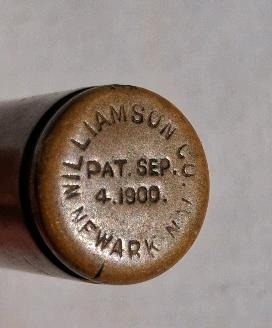 WILLIAMSON CO.
PAT. SEP.
4.1900.
NEWARK N.J.